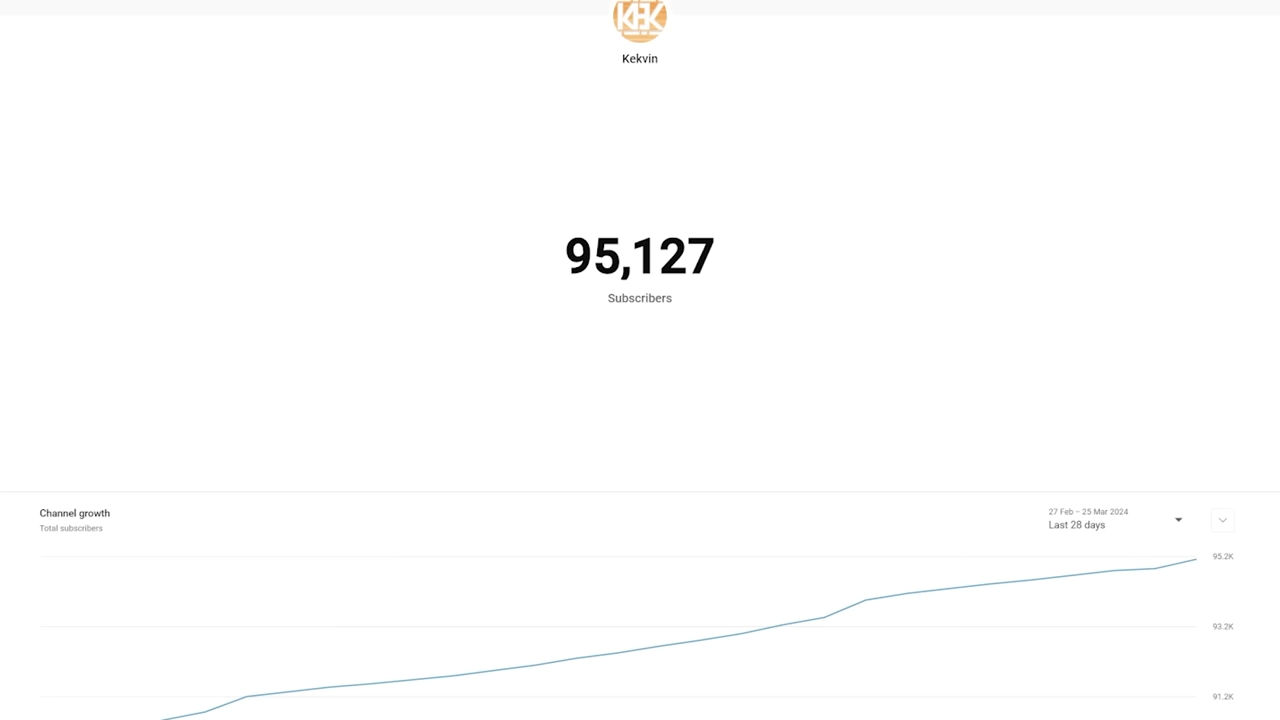 KEK
Kekvin
95,127
Subscribers
Channel growth
Total subscribers
27 Feb – 25 Mar 2024
Last 28 days
95.2K
93.2K
91.2K